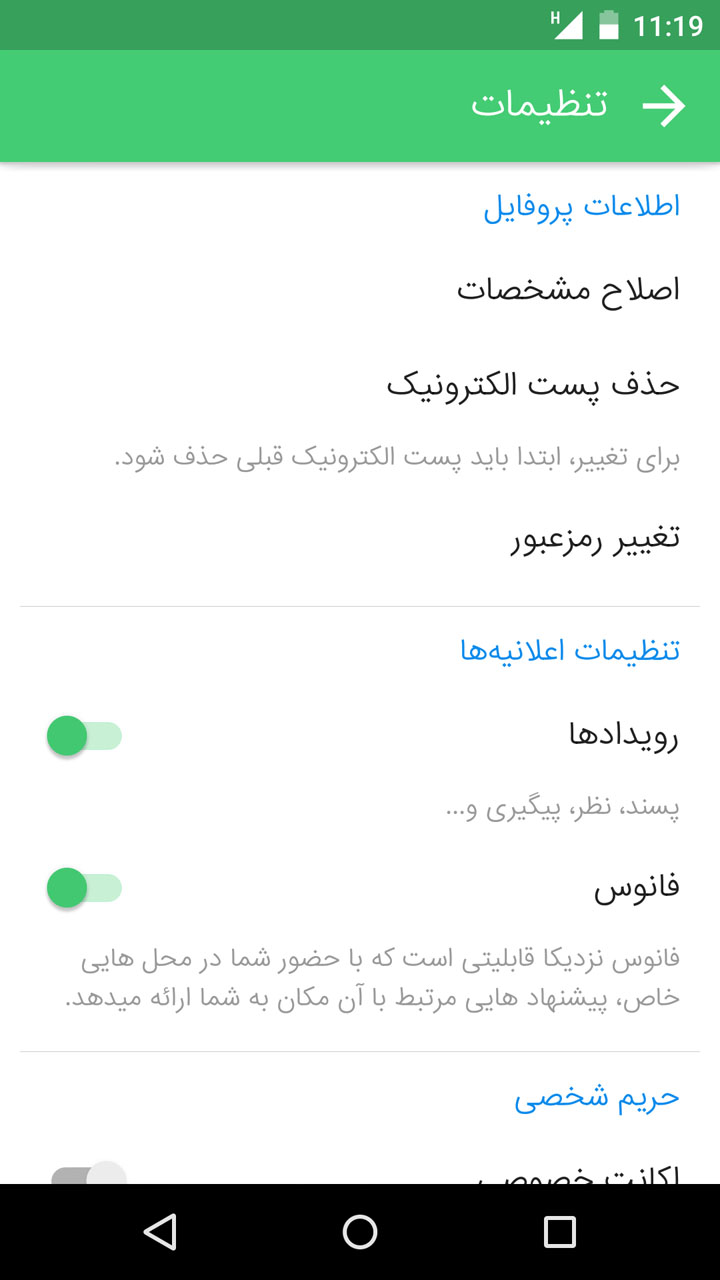 H 11:19
تنظیمات
اطلاعات پروفایل
اصلاح مشخصات
حذف پست الکترونیک
برای تغییر، ابتدا باید پست الکترونیک قبلی حذف شود.
تغییر رمزعبور
تنظیمات اعلانیه‌ها
رویدادها
پسند، نظر، پیگیری و...
فانوس
فانوس نزدیکا قابلیتی است که با حضور شما در محل هایی
خاص، پیشنهاد هایی مرتبط با آن مکان به شما ارائه میدهد.
حریم شخصی
اکانت خصوصی